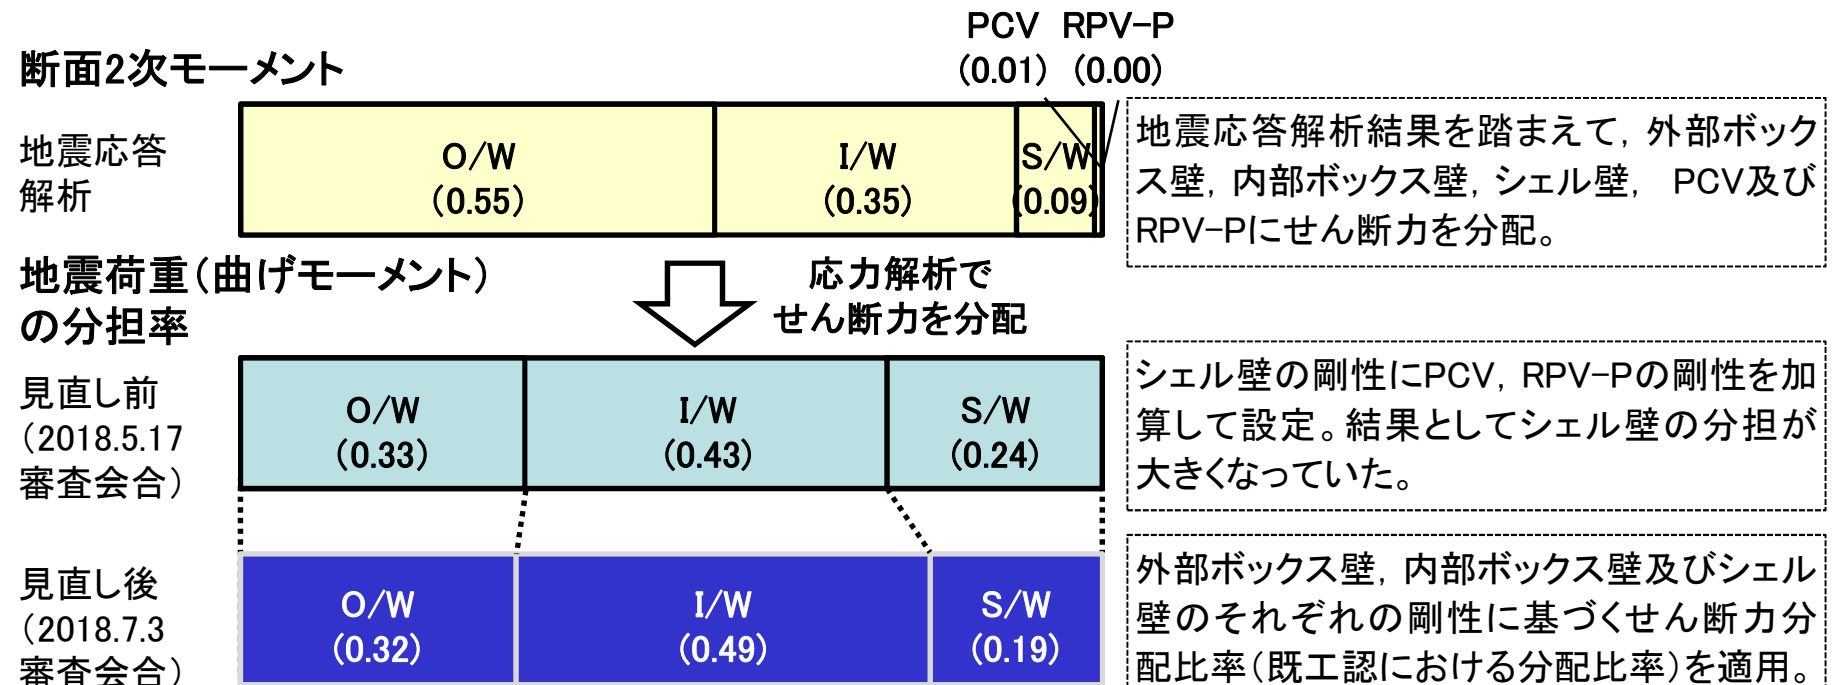 PCV RPV-P
(0.01) (0.00)
断面2次モーメント
地震応答
解析
O/W
(0.55)
I/W
(0.35)
S/W
(0.09)
地震応答解析結果を踏まえて，外部ボック
ス壁，内部ボックス壁，シェル壁，　PCV及び
RPV-Pにせん断力を分配。
地震荷重（曲げモーメント）
の分担率
応力解析で
せん断力を分配
見直し前
（2018.5.17
審査会合）
O/W
(0.33)
I/W
(0.43)
S/W
(0.24)
シェル壁の剛性にPCV，RPV-Pの剛性を加
算して設定。結果としてシェル壁の分担が
大きくなっていた。
見直し後
（2018.7.3
審査会合）
O/W
(0.32)
I/W
(0.49)
S/W
(0.19)
外部ボックス壁，内部ボックス壁及びシェル
壁のそれぞれの剛性に基づくせん断力分
配比率（既工認における分配比率）を適用。